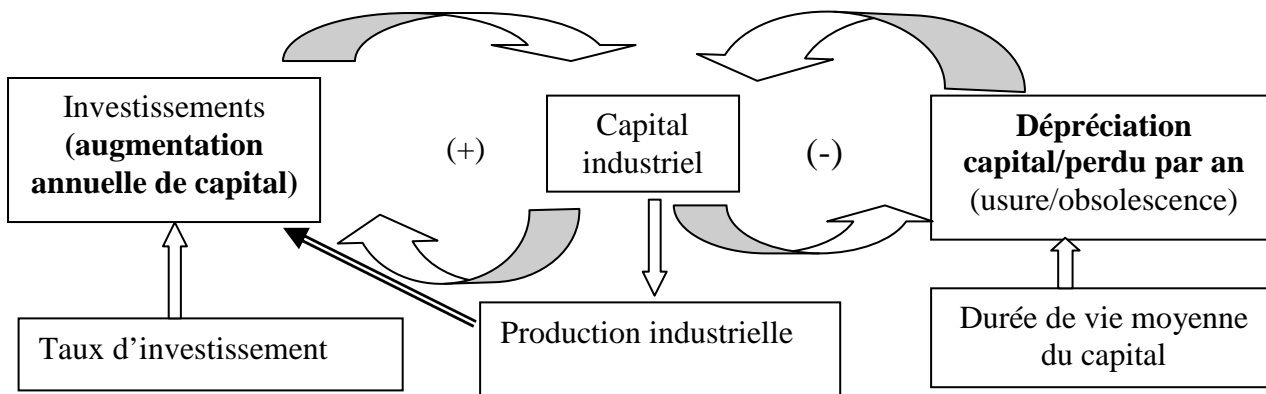 Investissements
(augmentation
annuelle de capital)
(+)
Capital
industriel
(-)
Dépréciation
capital/perdu par an
(usure/obsolescence)
Taux d’investissement
Production industrielle
Durée de vie moyenne
du capital